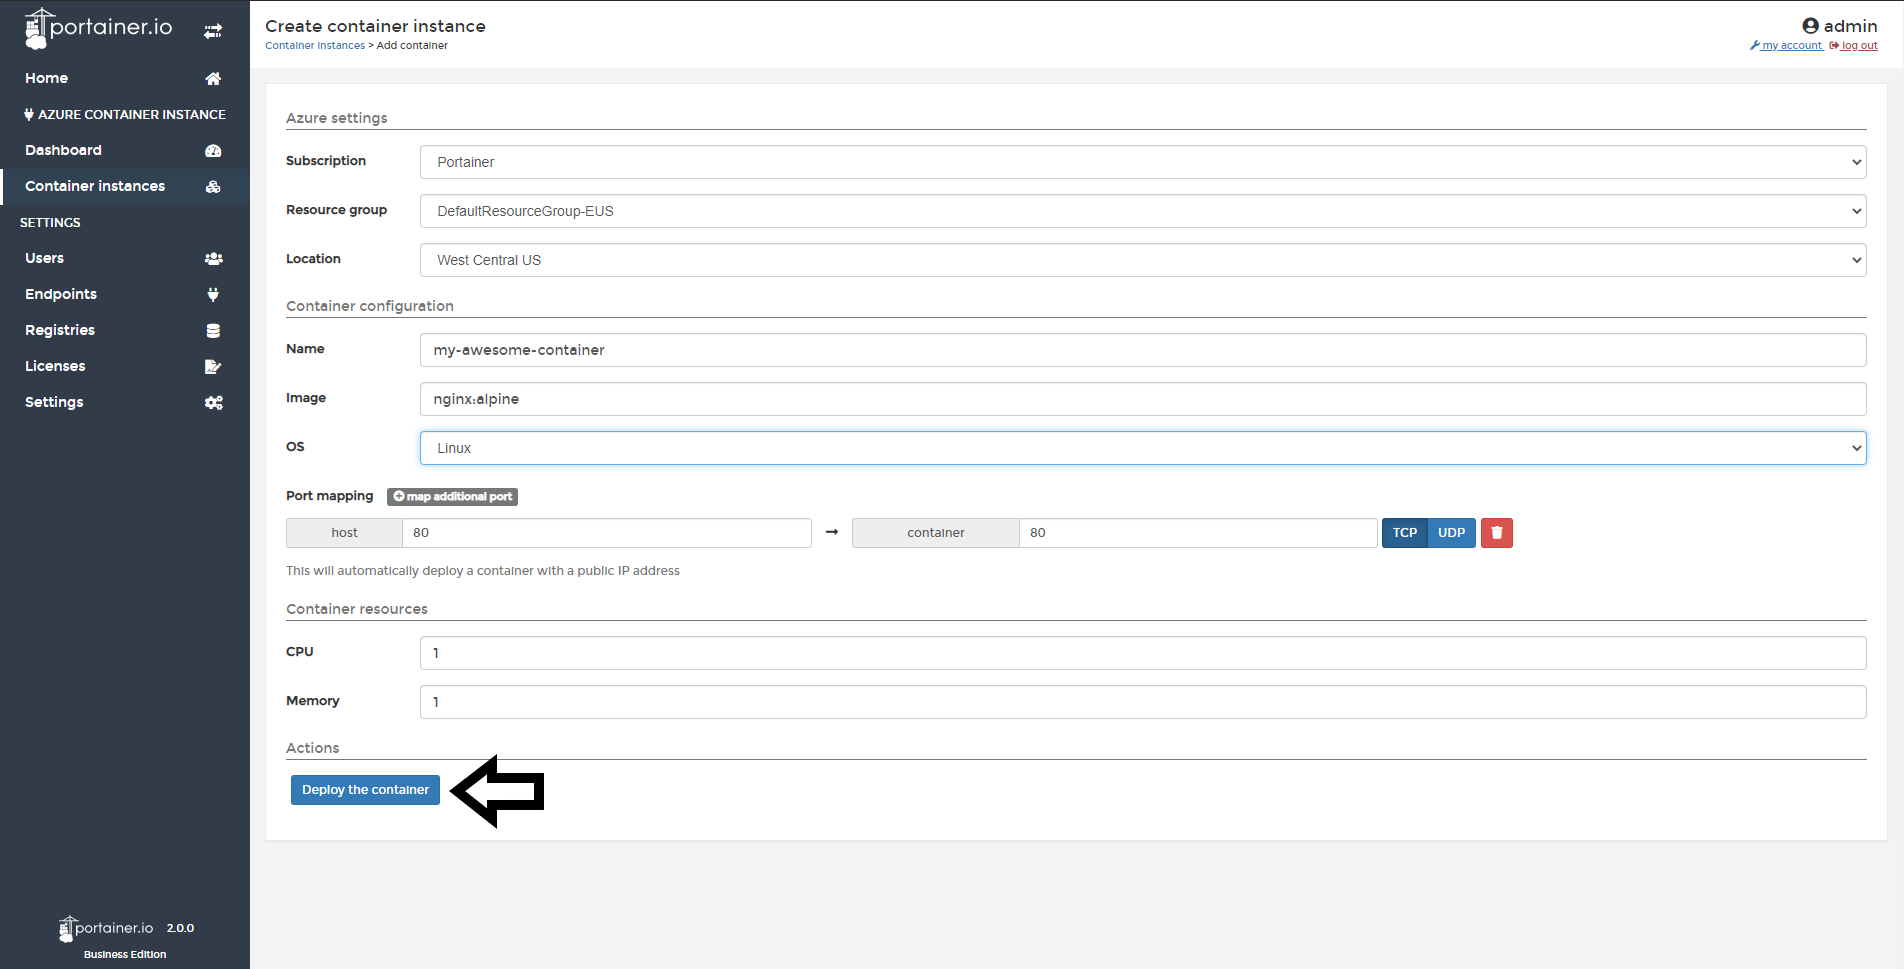 portainer.io
Home
AZURE CONTAINER INSTANCE
Dashboard
Container instances
SETTINGS
Users
Endpoints
Registries
Licenses
Settings
portainer.io 2.0.0
Business Edition
Create container instance
Container instances > Add container
admin
my account log out
Azure settings
Subscription Portainer
Resource group DefaultResourceGroup-EUS
Location West Central US
Container configuration
Name my-awesome-container
Image nginx:alpine
OS Linux
Port mapping map additional port
host 80 → container 80 TCP UDP
This will automatically deploy a container with a public IP address
Container resources
CPU 1
Memory 1
Actions
Deploy the container